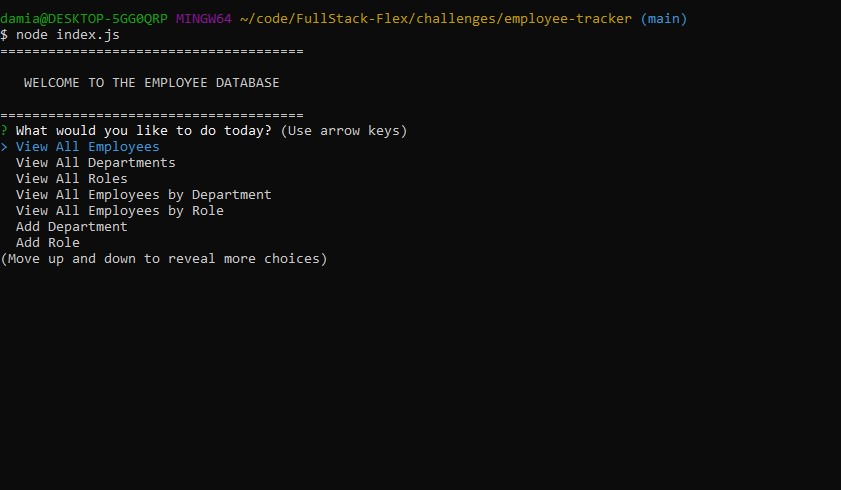 damia@DESKTOP-5GG0QRP MINGW64 ~/code/FullStack-Flex/challenges/employee-tracker (main)
$ node index.js
======================================
WELCOME TO THE EMPLOYEE DATABASE
======================================
? What would you like to do today? (Use arrow keys)
> View All Employees
View All Departments
View All Roles
View All Employees by Department
View All Employees by Role
Add Department
Add Role
(Move up and down to reveal more choices)